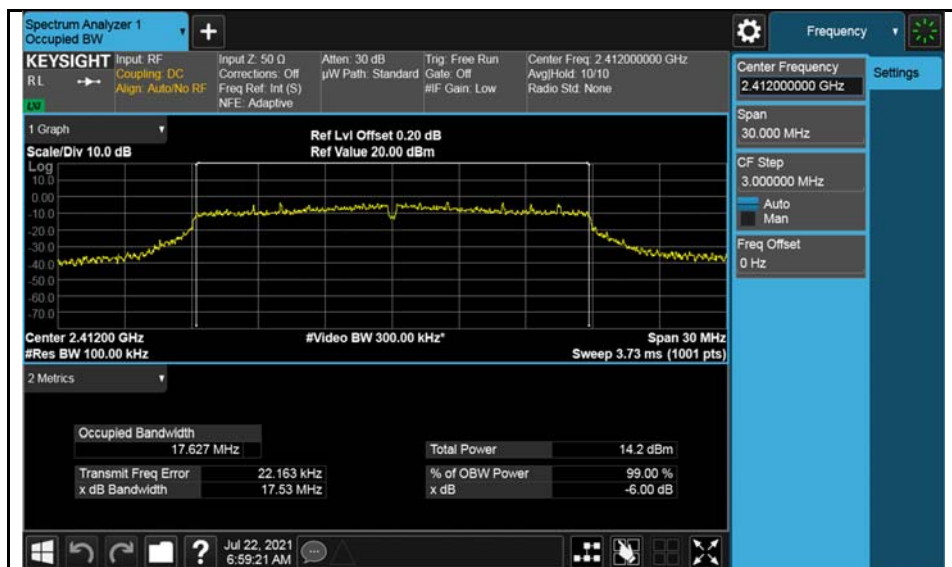 Spectrum Analyzer 1
Occupied BW
+
Frequency
KEYSIGHT
RL
LXI
Input: RF
Coupling: DC
Align: Auto/No RF
Input Z: 50 Ω
Corrections: Off
Freq Ref: Int (S)
NFE: Adaptive
Atten: 30 dB
µW Path: Standard
Trig: Free Run
Gate: Off
#IF Gain: Low
Center Freq: 2.412000000 GHz
Avg|Hold: 10/10
Radio Std: None
1 Graph
Scale/Div 10.0 dB
Ref Lvl Offset 0.20 dB
Ref Value 20.00 dBm
Log
10.0
0.00
-10.0
-20.0
-30.0
-40.0
-50.0
-60.0
-70.0
Center 2.41200 GHz
#Res BW 100.00 kHz
#Video BW 300.00 kHz*
Span 30 MHz
Sweep 3.73 ms (1001 pts)
2 Metrics
Occupied Bandwidth
17.627 MHz
Transmit Freq Error 22.163 kHz
x dB Bandwidth 17.53 MHz
Total Power 14.2 dBm
% of OBW Power 99.00 %
x dB -6.00 dB
?
Jul 22, 2021
6:59:21 AM
Center Frequency
2.412000000 GHz
Span
30.000 MHz
CF Step
3.000000 MHz
Auto
Man
Freq Offset
0 Hz
Settings